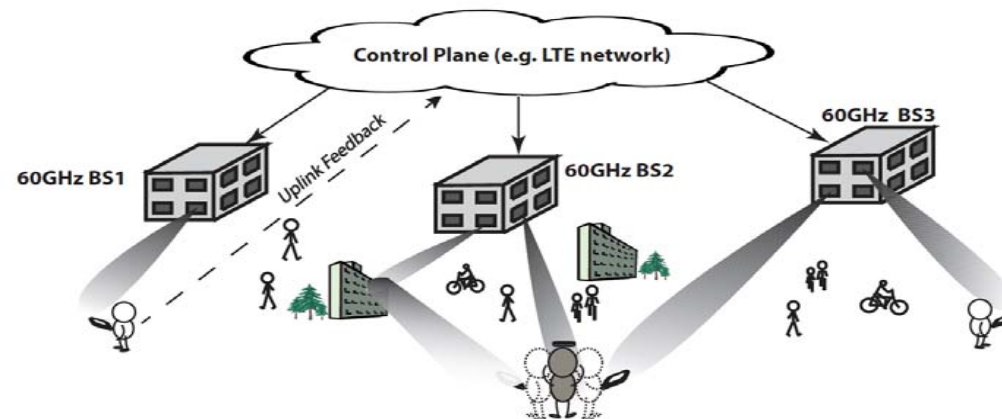 Control Plane (e.g. LTE network)
60GHz BS3
60GHz BS1
Uplink Feedback
60GHz BS2